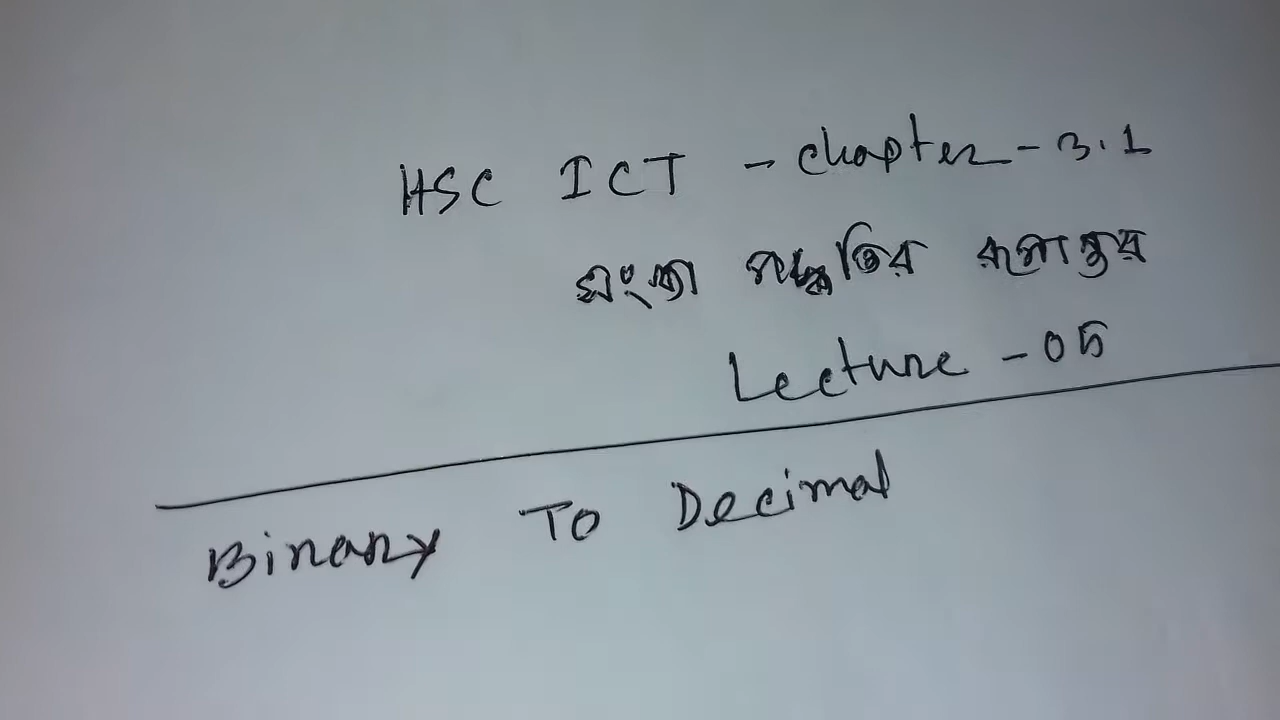 HSC ICT - chapter - 3.1
সংখ্যা পদ্ধতির রূপান্তর
Lecture - 05
Binary To Decimal